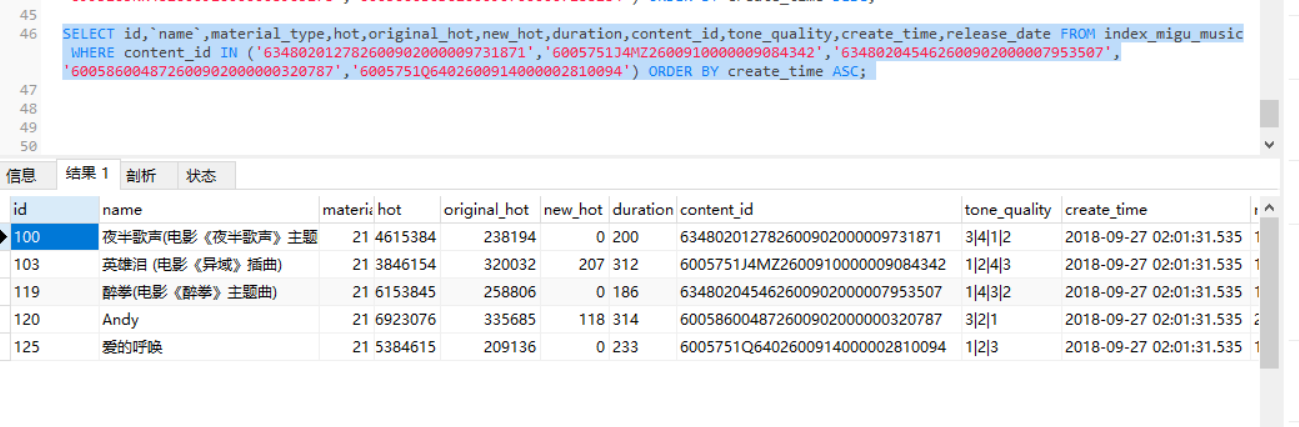 45
46 SELECT id,`name`,material_type,hot,original_hot,new_hot,duration,content_id,tone_quality,create_time,release_date FROM index_migu_music
WHERE content_id IN ('634802012782600902000009731871','6005751J4MZ2600910000009084342','634802045462600902000007953507',
'600586004872600902000000320787','6005751Q6402600914000002810094') ORDER BY create_time ASC;
47
48
49
50
信息 结果 1 剖析 状态
id name materia hot original_hot new_hot duration content_id tone_quality create_time
100 夜半歌声(电影《夜半歌声》主题 21 4615384 238194 0 200 634802012782600902000009731871 3|4|1|2 2018-09-27 02:01:31.535
103 英雄泪 (电影《异域》插曲) 21 3846154 320032 207 312 6005751J4MZ2600910000009084342 1|2|4|3 2018-09-27 02:01:31.535
119 醉拳(电影《醉拳》主题曲) 21 6153845 258806 0 186 634802045462600902000007953507 1|4|3|2 2018-09-27 02:01:31.535
120 Andy 21 6923076 335685 118 314 600586004872600902000000320787 3|2|1 2018-09-27 02:01:31.535
125 爱的呼唤 21 5384615 209136 0 233 6005751Q6402600914000002810094 1|2|3 2018-09-27 02:01:31.535